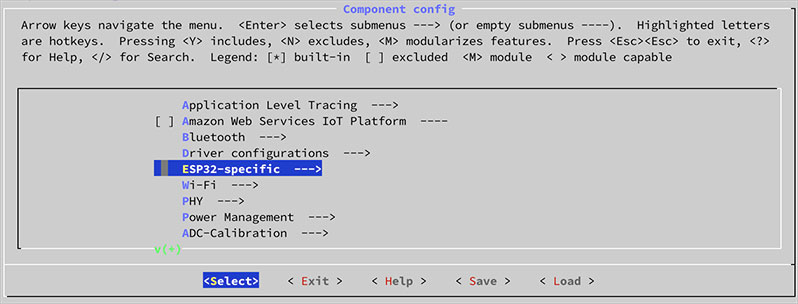 Component config
Arrow keys navigate the menu. <Enter> selects submenus ---> (or empty submenus ----). Highlighted letters
are hotkeys. Pressing <Y> includes, <N> excludes, <M> modularizes features. Press <Esc><Esc> to exit, <?>
for Help, </> for Search. Legend: [*] built-in [ ] excluded <M> module < > module capable
Application Level Tracing --->
[ ] Amazon Web Services IoT Platform ----
Bluetooth --->
Driver configurations --->
ESP32-specific --->
Wi-Fi --->
PHY --->
Power Management --->
ADC-Calibration --->
v(+)
<Select> < Exit > < Help > < Save > < Load >